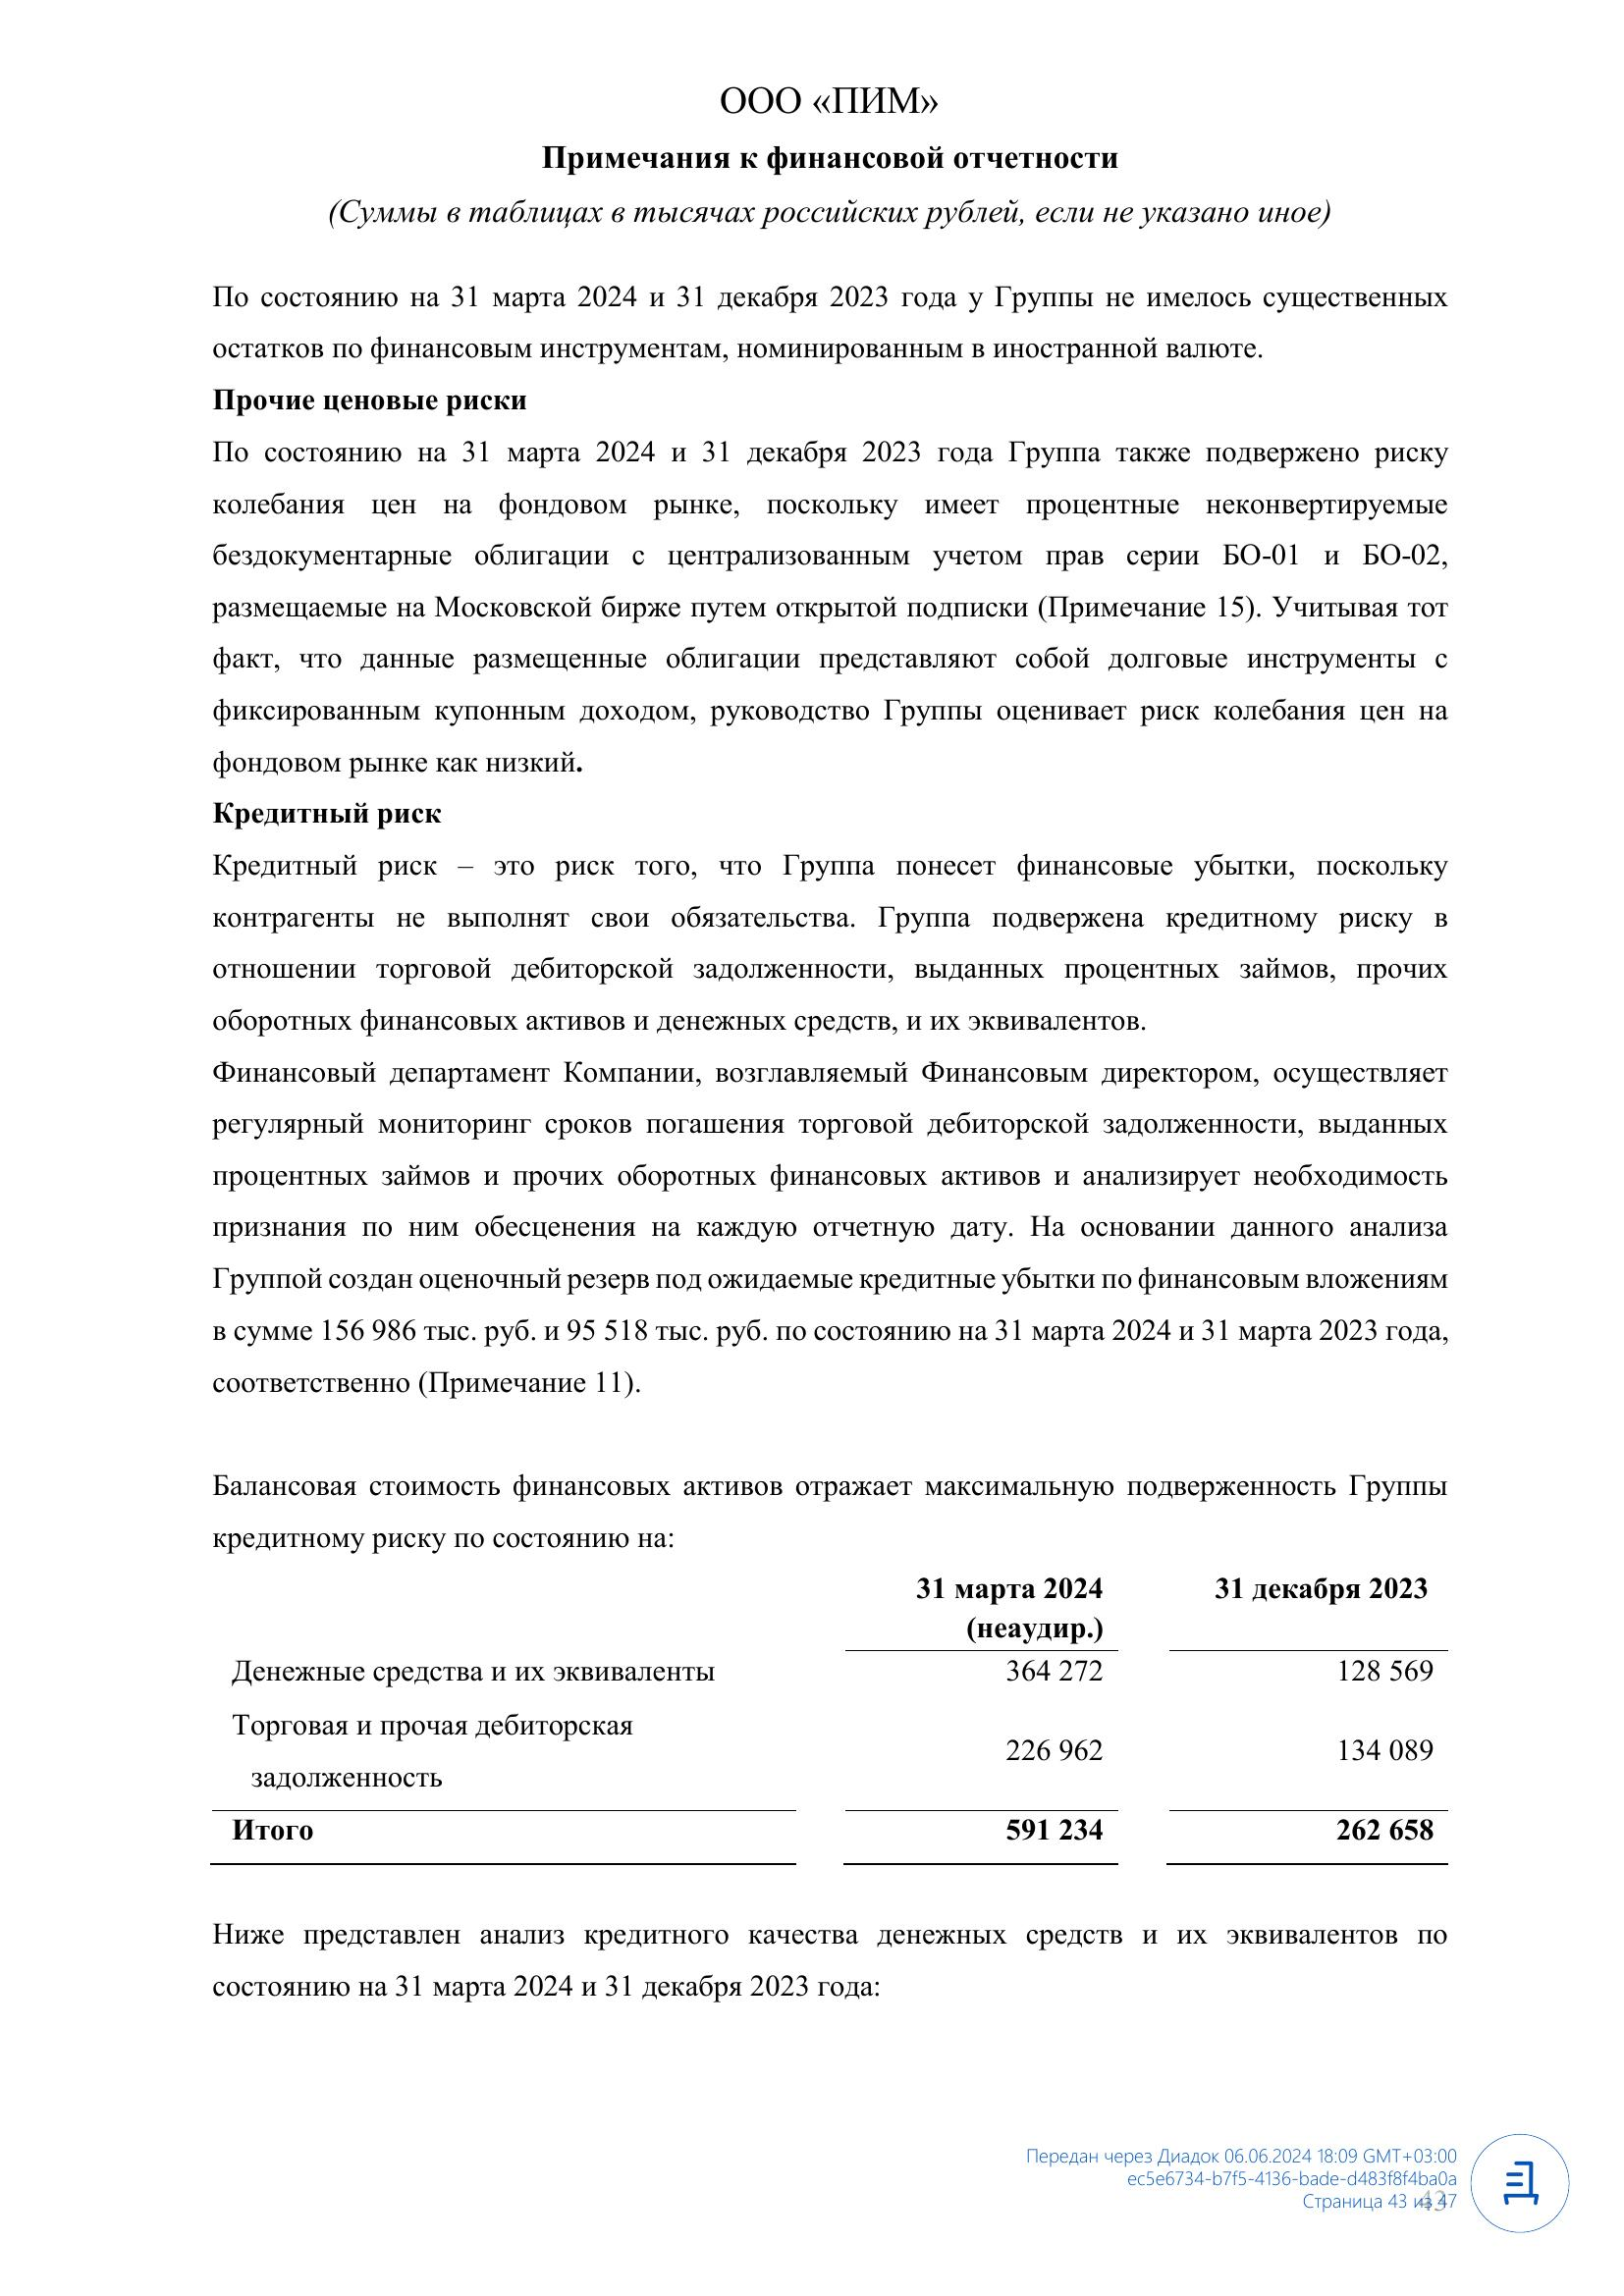 ООО «ПИМ»
Примечания к финансовой отчетности
(Суммы в таблицах в тысячах российских рублей, если не указано иное)
По состоянию на 31 марта 2024 и 31 декабря 2023 года у Группы не имелось существенных
остатков по финансовым инструментам, номинированным в иностранной валюте.
Прочие ценовые риски
По состоянию на 31 марта 2024 и 31 декабря 2023 года Группа также подвержено риску
колебания цен на фондовом рынке, поскольку имеет процентные неконвертируемые
бездокументарные облигации с централизованным учетом прав серии БО-01 и БО-02,
размещаемые на Московской бирже путем открытой подписки (Примечание 15). Учитывая тот
факт, что данные размещенные облигации представляют собой долговые инструменты с
фиксированным купонным доходом, руководство Группы оценивает риск колебания цен на
фондовом рынке как низкий.
Кредитный риск
Кредитный риск – это риск того, что Группа понесет финансовые убытки, поскольку
контрагенты не выполнят свои обязательства. Группа подвержена кредитному риску в
отношении торговой дебиторской задолженности, выданных процентных займов, прочих
оборотных финансовых активов и денежных средств, и их эквивалентов.
Финансовый департамент Компании, возглавляемый Финансовым директором, осуществляет
регулярный мониторинг сроков погашения торговой дебиторской задолженности, выданных
процентных займов и прочих оборотных финансовых активов и анализирует необходимость
признания по ним обесценения на каждую отчетную дату. На основании данного анализа
Группой создан оценочный резерв под ожидаемые кредитные убытки по финансовым вложениям
в сумме 156 986 тыс. руб. и 95 518 тыс. руб. по состоянию на 31 марта 2024 и 31 марта 2023 года,
соответственно (Примечание 11).
Балансовая стоимость финансовых активов отражает максимальную подверженность Группы
кредитному риску по состоянию на:
31 марта 2024 31 декабря 2023
(неаудир.)
Денежные средства и их эквиваленты 364 272 128 569
Торговая и прочая дебиторская
задолженность 226 962 134 089
Итого 591 234 262 658
Ниже представлен анализ кредитного качества денежных средств и их эквивалентов по
состоянию на 31 марта 2024 и 31 декабря 2023 года:
Передан через Диадок 06.06.2024 18:09 GMT+03:00
ec5e6734-b7f5-4136-bade-d483f8f4ba0a
Страница 43 из 47
43